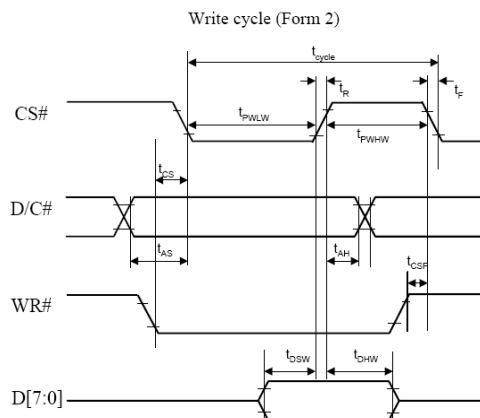 Write cycle (Form 2)
tcycle
tR
tF
CS#
tPWLW
tPWHW
tCS
D/C#
tAS
tAH
tCSF
WR#
tDSW
tDHW
D[7:0]